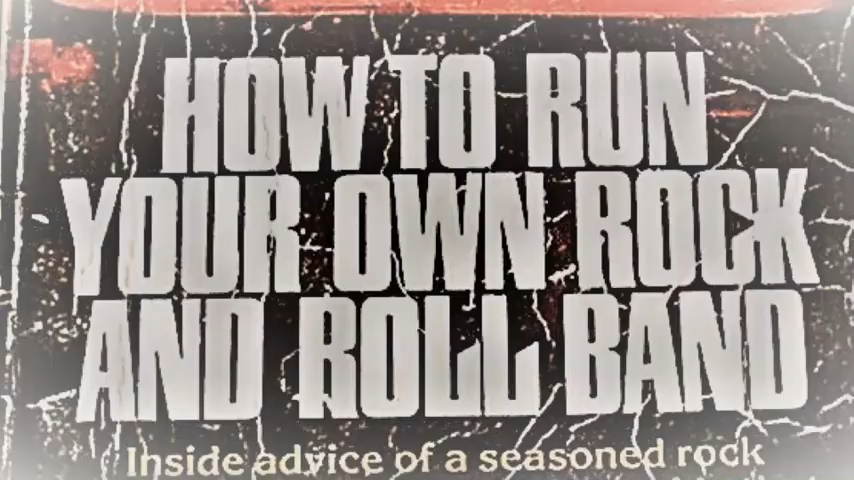 HOW TO RUN
YOUR OWN ROCK
AND ROLL BAND
Inside advice of a seasoned rock